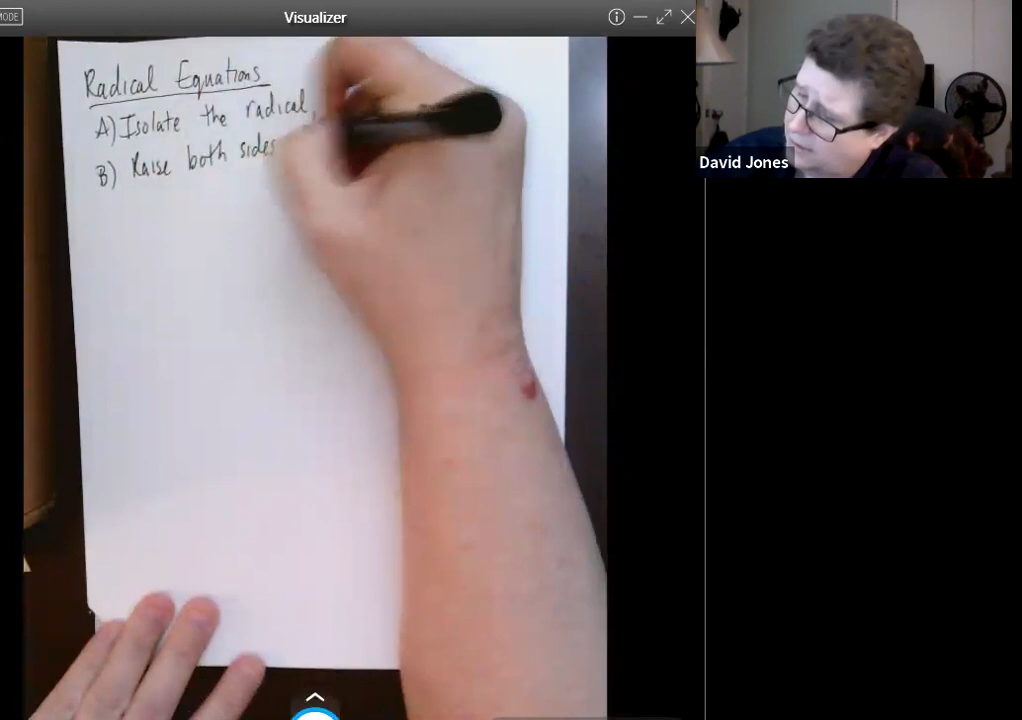 MODE
Visualizer
Radical Equations
A) Isolate the radical,
B) Raise both sides
David Jones